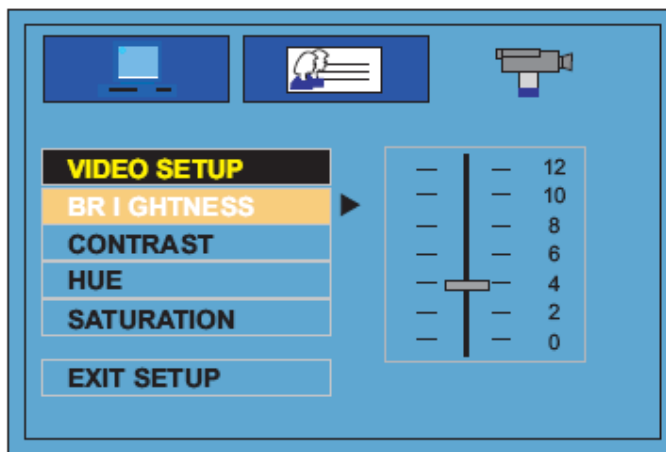 VIDEO SETUP
BR I GHTNESS
CONTRAST
HUE
SATURATION
EXIT SETUP
12
10
8
6
4
2
0